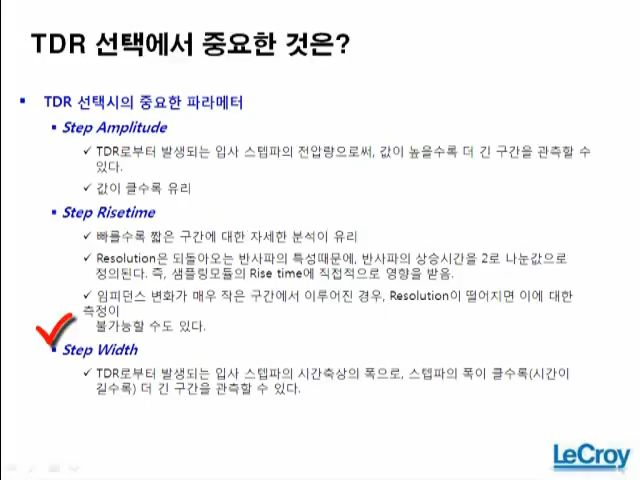 TDR 선택에서 중요한 것은?
TDR 선택시의 중요한 파라메터
Step Amplitude
TDR로부터 발생되는 입사 스텝파의 전압량으로써, 값이 높을수록 더 긴 구간을 관측할 수
있다.
값이 클수록 유리
Step Risetime
빠를수록 짧은 구간에 대한 자세한 분석이 유리
Resolution은 되돌아오는 반사파의 특성때문에, 반사파의 상승시간을 2로 나눈값으로
정의된다. 즉, 샘플링모듈의 Rise time에 직접적으로 영향을 받음.
임피던스 변화가 매우 작은 구간에서 이루어진 경우, Resolution이 떨어지면 이에 대한
측정이
불가능할 수도 있다.
Step Width
TDR로부터 발생되는 입사 스텝파의 시간축상의 폭으로, 스텝파의 폭이 클수록(시간이
길수록) 더 긴 구간을 관측할 수 있다.
LeCroy